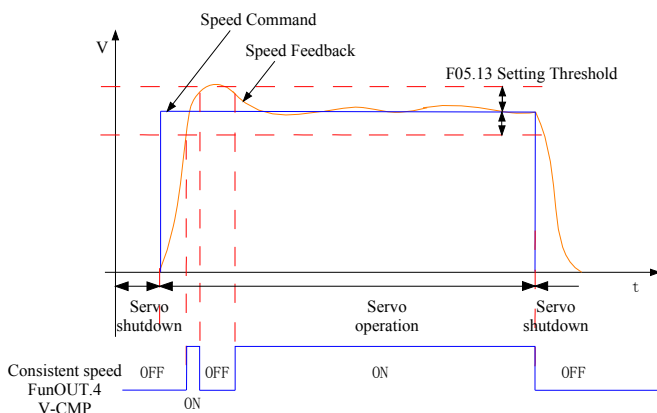 Speed Command
V
Speed Feedback
F05.13 Setting Threshold
t
Servo
shutdown
Servo
operation
Servo
shutdown
Consistent speed
FunOUT.4
V-CMP
OFF
ON
OFF
ON
OFF